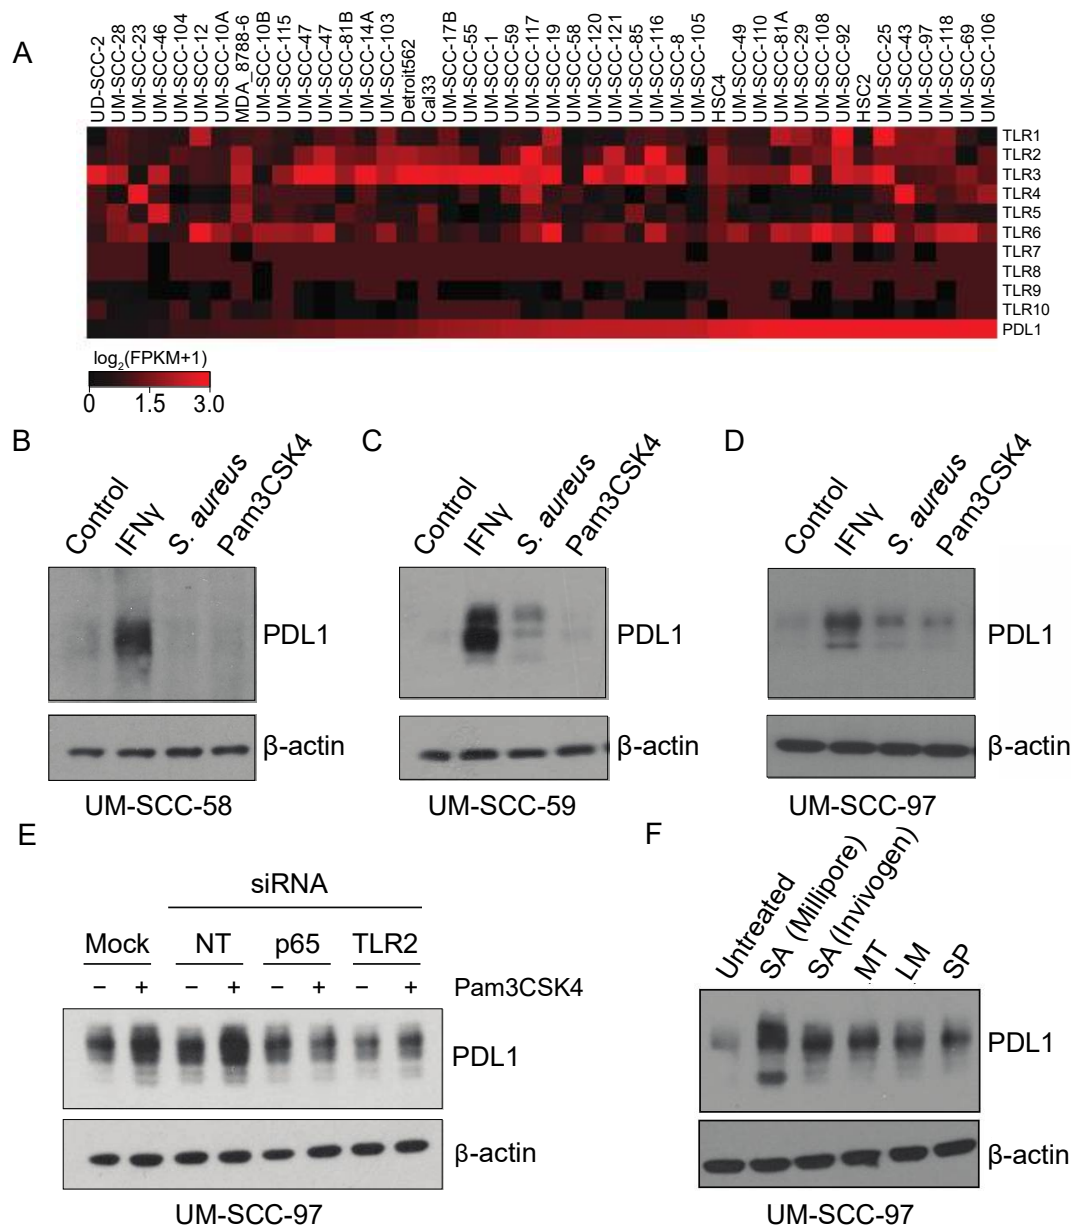 A
UD-SCC-2
UM-SCC-28
UM-SCC-23
UM-SCC-46
UM-SCC-104
UM-SCC-12
UM-SCC-10A
MDA_8788-6
UM-SCC-10B
UM-SCC-115
UM-SCC-47
UM-SCC-47
UM-SCC-81B
UM-SCC-14A
UM-SCC-103
Detroit562
Cal33
UM-SCC-17B
UM-SCC-55
UM-SCC-1
UM-SCC-59
UM-SCC-117
UM-SCC-19
UM-SCC-58
UM-SCC-120
UM-SCC-121
UM-SCC-85
UM-SCC-116
UM-SCC-8
UM-SCC-105
HSC4
UM-SCC-49
UM-SCC-110
UM-SCC-81A
UM-SCC-29
UM-SCC-108
UM-SCC-92
HSC2
UM-SCC-25
UM-SCC-43
UM-SCC-97
UM-SCC-118
UM-SCC-69
UM-SCC-106
TLR1
TLR2
TLR3
TLR4
TLR5
TLR6
TLR7
TLR8
TLR9
TLR10
PDL1
log2(FPKM+1)
0 1.5 3.0
B
Control IFNγ S. aureus Pam3CSK4
PDL1
β-actin
UM-SCC-58
C
Control IFNγ S. aureus Pam3CSK4
PDL1
β-actin
UM-SCC-59
D
Control IFNγ S. aureus Pam3CSK4
PDL1
β-actin
UM-SCC-97
E
siRNA
Mock NT p65 TLR2
– + – + – + – + Pam3CSK4
PDL1
β-actin
UM-SCC-97
F
Untreated SA (Millipore) SA (Invivogen) MT LM SP
PDL1
β-actin
UM-SCC-97